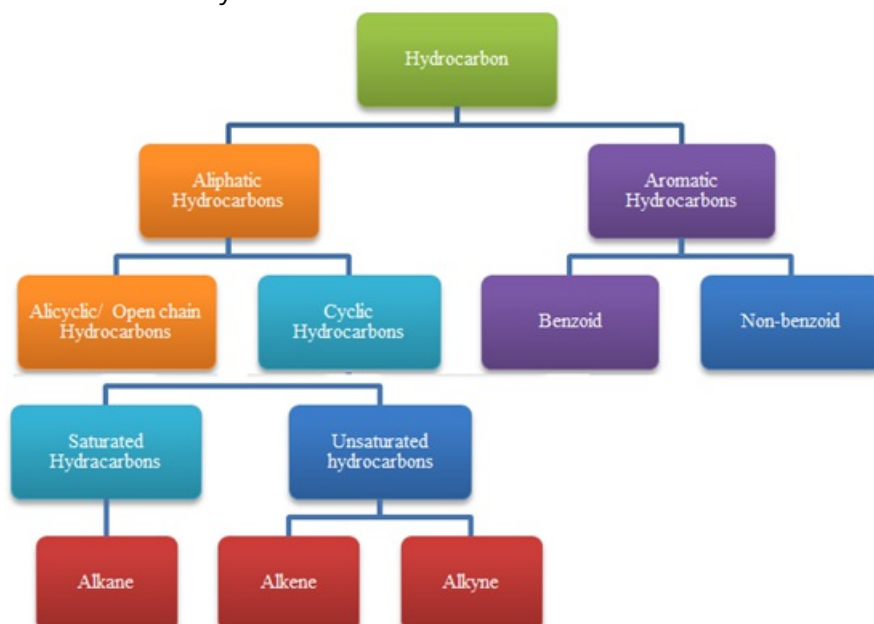 Hydrocarbon
Aliphatic
Hydrocarbons
Aromatic
Hydrocarbons
Alicyclic/ Open chain
Hydrocarbons
Cyclic
Hydrocarbons
Benzoid
Non-benzoid
Saturated
Hydracarbons
Unsaturated
hydrocarbons
Alkane
Alkene
Alkyne